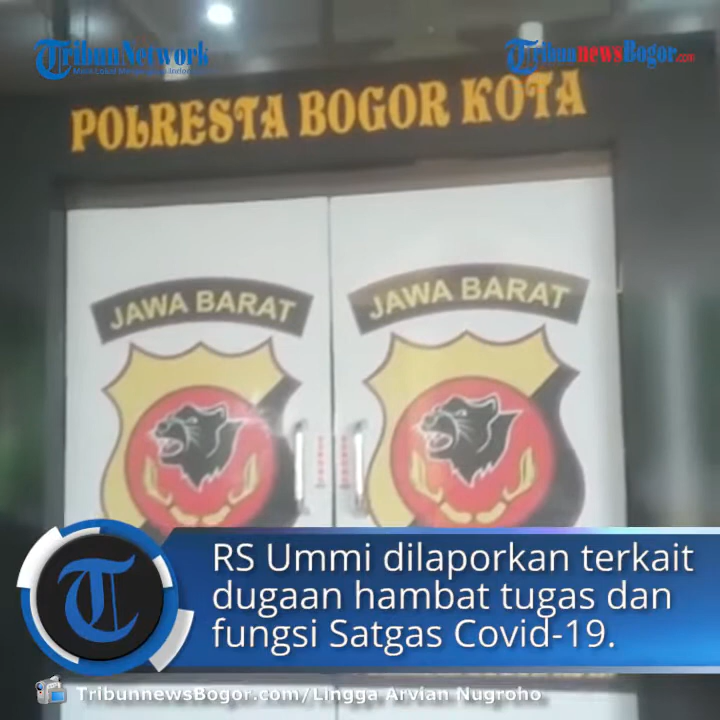 TribunNetwork
TribunnewsBogor.com
POLRESTA BOGOR KOTA
JAWA BARAT
JAWA BARAT
T
RS Ummi dilaporkan terkait
dugaan hambat tugas dan
fungsi Satgas Covid-19.
TribunnewsBogor.com/Lingga Arvian Nugroho